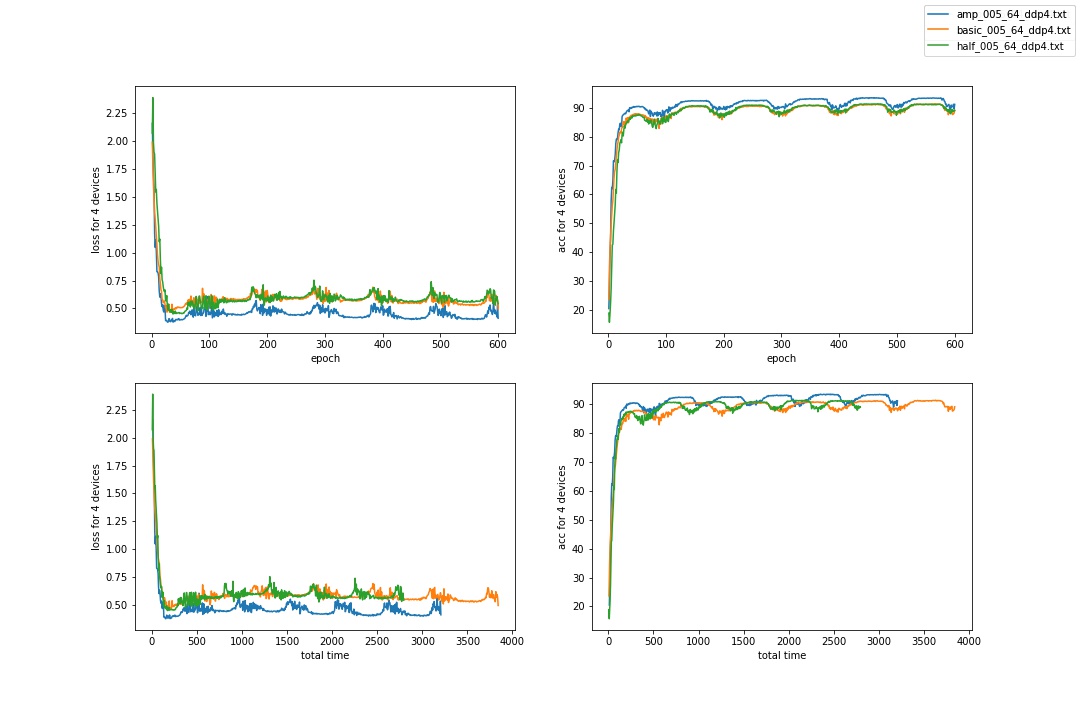 amp_005_64_ddp4.txt
basic_005_64_ddp4.txt
half_005_64_ddp4.txt
2.25
2.00
1.75
1.50
1.25
1.00
0.75
0.50
loss for 4 devices
0 100 200 300 400 500 600
epoch
90
80
70
60
50
40
30
20
acc for 4 devices
0 100 200 300 400 500 600
epoch
2.25
2.00
1.75
1.50
1.25
1.00
0.75
0.50
loss for 4 devices
0 500 1000 1500 2000 2500 3000 3500 4000
total time
90
80
70
60
50
40
30
20
acc for 4 devices
0 500 1000 1500 2000 2500 3000 3500 4000
total time